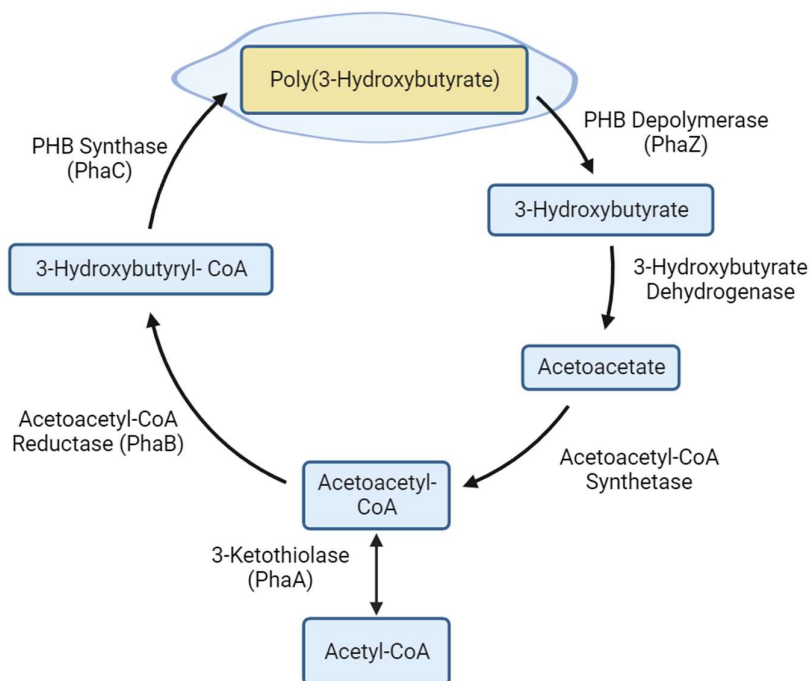 Poly(3-Hydroxybutyrate)
PHB Depolymerase
(PhaZ)
3-Hydroxybutyrate
3-Hydroxybutyrate
Dehydrogenase
Acetoacetate
Acetoacetyl-CoA
Synthetase
Acetoacetyl-
CoA
3-Ketothiolase
(PhaA)
Acetyl-CoA
Acetoacetyl-CoA
Reductase (PhaB)
3-Hydroxybutyryl- CoA
PHB Synthase
(PhaC)